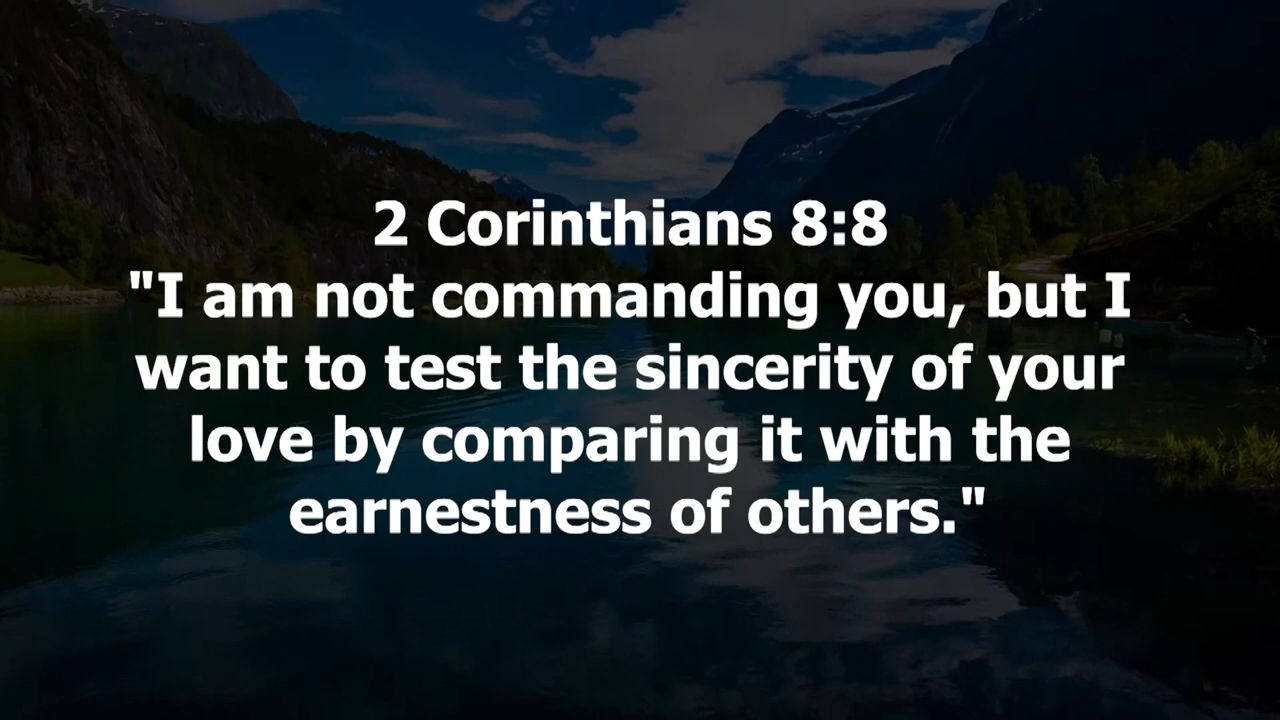 2 Corinthians 8:8
"I am not commanding you, but I
want to test the sincerity of your
love by comparing it with the
earnestness of others."